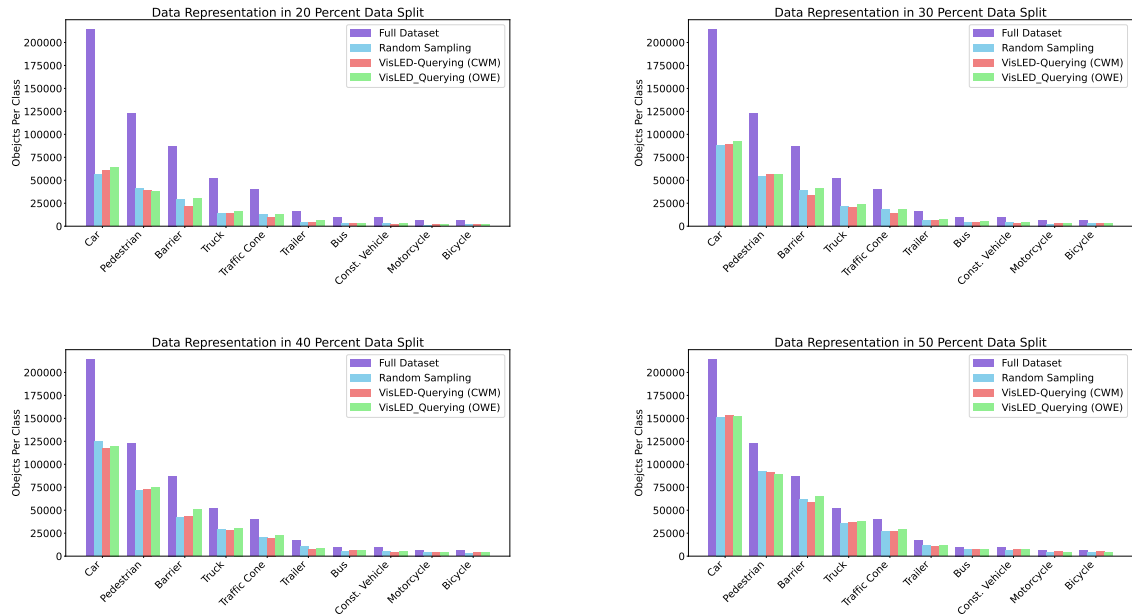 Data Representation in 20 Percent Data Split
Full Dataset
Random Sampling
VisLED-Querying (CWM)
VisLED_Querying (OWE)
Obejcts Per Class
200000
175000
150000
125000
100000
75000
50000
25000
0
Car
Pedestrian
Barrier
Truck
Traffic Cone
Trailer
Bus
Const. Vehicle
Motorcycle
Bicycle
Data Representation in 30 Percent Data Split
Full Dataset
Random Sampling
VisLED-Querying (CWM)
VisLED_Querying (OWE)
Obejcts Per Class
200000
175000
150000
125000
100000
75000
50000
25000
0
Car
Pedestrian
Barrier
Truck
Traffic Cone
Trailer
Bus
Const. Vehicle
Motorcycle
Bicycle
Data Representation in 40 Percent Data Split
Full Dataset
Random Sampling
VisLED-Querying (CWM)
VisLED_Querying (OWE)
Obejcts Per Class
200000
175000
150000
125000
100000
75000
50000
25000
0
Car
Pedestrian
Barrier
Truck
Traffic Cone
Trailer
Bus
Const. Vehicle
Motorcycle
Bicycle
Data Representation in 50 Percent Data Split
Full Dataset
Random Sampling
VisLED-Querying (CWM)
VisLED_Querying (OWE)
Obejcts Per Class
200000
175000
150000
125000
100000
75000
50000
25000
0
Car
Pedestrian
Barrier
Truck
Traffic Cone
Trailer
Bus
Const. Vehicle
Motorcycle
Bicycle